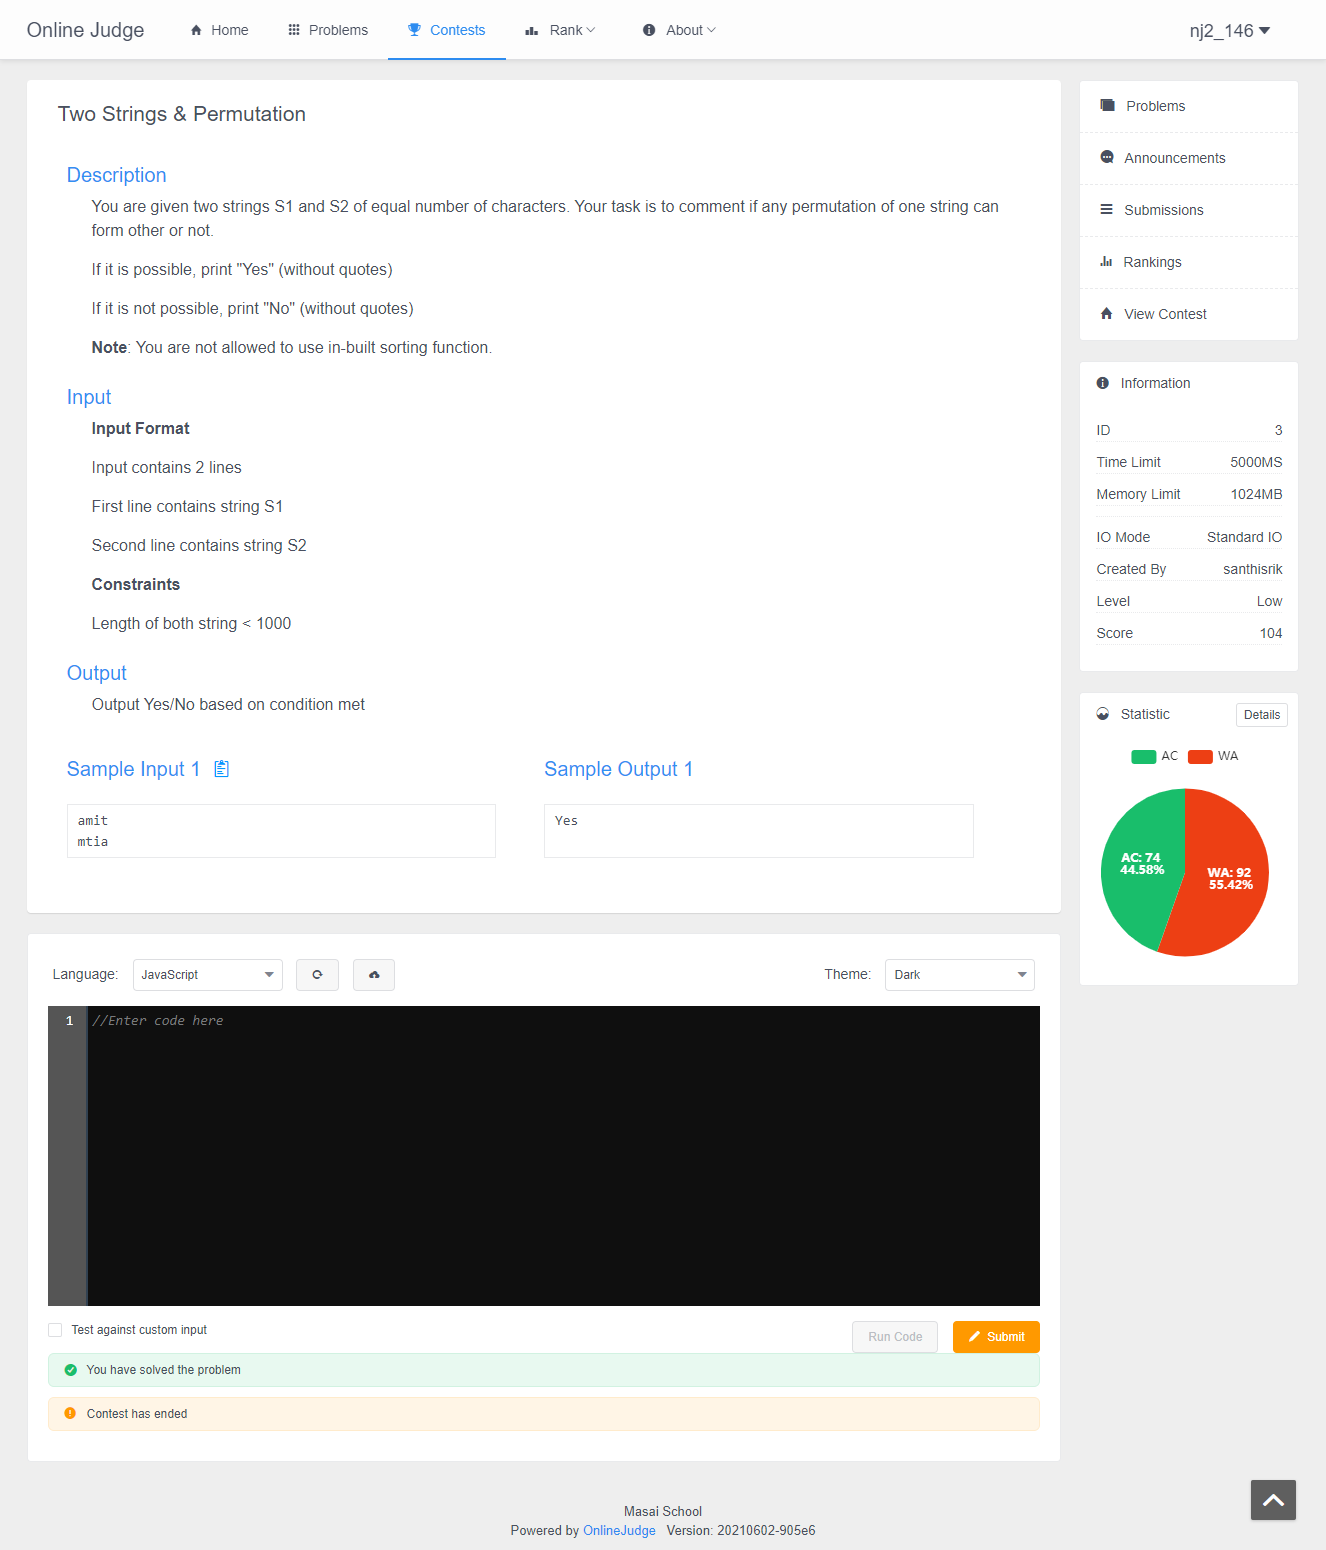 Online Judge
Home
Problems
Contests
Rank
About
nj2_146
Two Strings & Permutation
Description
You are given two strings S1 and S2 of equal number of characters. Your task is to comment if any permutation of one string can
form other or not.
If it is possible, print "Yes" (without quotes)
If it is not possible, print "No" (without quotes)
Note: You are not allowed to use in-built sorting function.
Input
Input Format
Input contains 2 lines
First line contains string S1
Second line contains string S2
Constraints
Length of both string < 1000
Output
Output Yes/No based on condition met
Sample Input 1
amit
mtia
Sample Output 1
Yes
Language:
JavaScript
Theme:
Dark
1
//Enter code here
Test against custom input
Run Code
Submit
You have solved the problem
Contest has ended
Problems
Announcements
Submissions
Rankings
View Contest
Information
ID 3
Time Limit 5000MS
Memory Limit 1024MB
IO Mode Standard IO
Created By santhisrik
Level Low
Score 104
Statistic
Details
AC WA
AC: 74
44.58%
WA: 92
55.42%
Masai School
Powered by OnlineJudge Version: 20210602-905e6